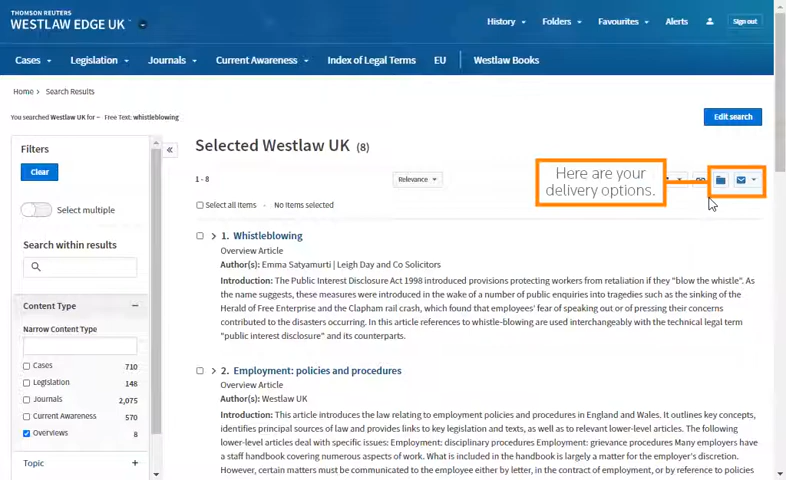 THOMSON REUTERS
WESTLAW EDGE UK
History Folders Favourites Alerts Sign out
Cases Legislation Journals Current Awareness Index of Legal Terms EU Westlaw Books
Home > Search Results
You searched Westlaw UK for – Free Text: whistleblowing
Edit search
Filters
Clear
Select multiple
Search within results
Content Type
Narrow Content Type
Cases 710
Legislation 148
Journals 2,075
Current Awareness 570
Overviews 8
Topic
Selected Westlaw UK (8)
1 - 8
Relevance
Here are your
delivery options.
Select all items • No items selected
1. Whistleblowing
Overview Article
Author(s): Emma Satyamurti | Leigh Day and Co Solicitors
Introduction: The Public Interest Disclosure Act 1998 introduced provisions protecting workers from retaliation if they "blow the whistle". As
the name suggests, these measures were introduced in the wake of a number of public enquiries into tragedies such as the sinking of the
Herald of Free Enterprise and the Clapham rail crash, which found that employees' fear of speaking out or of pressing their concerns
contributed to the disasters occurring. In this article references to whistle-blowing are used interchangeably with the technical legal term
"public interest disclosure" and its counterparts.
2. Employment: policies and procedures
Overview Article
Author(s): Westlaw UK
Introduction: This article introduces the law relating to employment policies and procedures in England and Wales. It outlines key concepts,
identifies principal sources of law and provides links to key legislation and texts, as well as to relevant lower-level articles. The following
lower-level articles deal with specific issues: Employment: disciplinary procedures Employment: grievance procedures Many employers have
a staff handbook covering numerous aspects of work. What is included in the handbook is largely a matter for the employer's discretion.
However, certain matters must be communicated to the employee either by letter, in the contract of employment, or by reference to policies